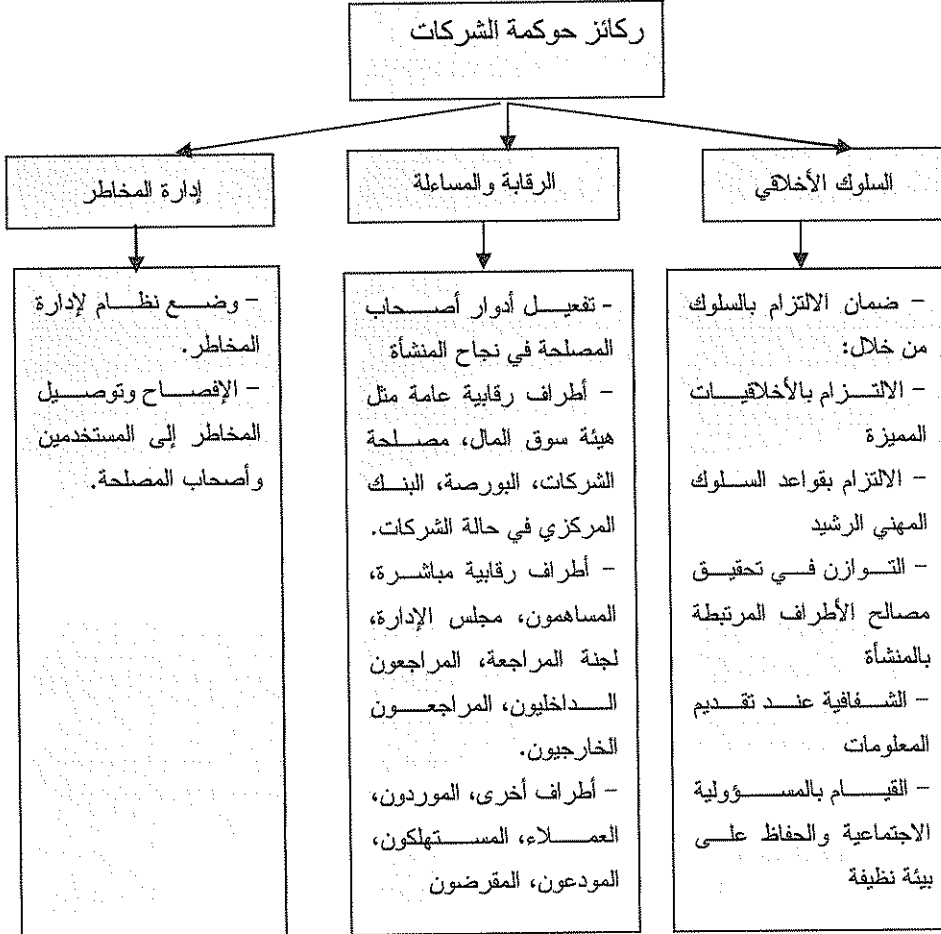 ركائز حوكمة الشركات
السلوك الأخلاقي
الرقابة والمساءلة
إدارة المخاطر
– ضمان الالتزام بالسلوك
من خلال:
– الالتزام بالأخلاقيات
المميزة
– الالتزام بقواعد السلوك
المهني الرشيد
– التوازن في تحقيق
مصالح الأطراف المرتبطة
بالمنشأة
– الشفافية عند تقديم
المعلومات
– القيام بالمسؤولية
الاجتماعية والحفاظ على
بيئة نظيفة
- تفعيل أدوار أصحاب
المصلحة في نجاح المنشأة
– أطراف رقابية عامة مثل
هيئة سوق المال، مصلحة
الشركات، البورصة، البنك
المركزي في حالة الشركات.
– أطراف رقابية مباشرة،
المساهمون، مجلس الإدارة،
لجنة المراجعة، المراجعون
الداخليون، المراجعون
الخارجيون.
– أطراف أخرى، الموردون،
العملاء، المستهلكون،
المودعون، المقرضون
– وضع نظام لإدارة
المخاطر.
– الإفصاح وتوصيل
المخاطر إلى المستخدمين
وأصحاب المصلحة.